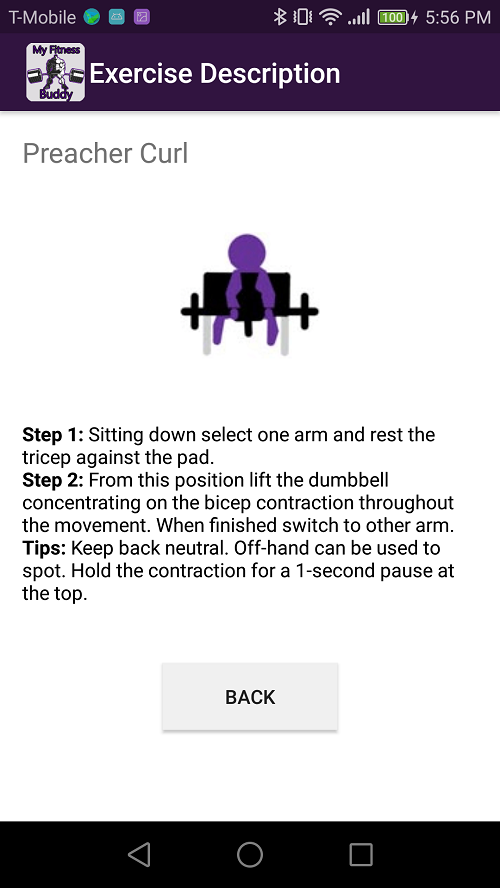 T-Mobile 100 5:56 PM
My Fitness
Buddy
Exercise Description
Preacher Curl
Step 1: Sitting down select one arm and rest the
tricep against the pad.
Step 2: From this position lift the dumbbell
concentrating on the bicep contraction throughout
the movement. When finished switch to other arm.
Tips: Keep back neutral. Off-hand can be used to
spot. Hold the contraction for a 1-second pause at
the top.
BACK